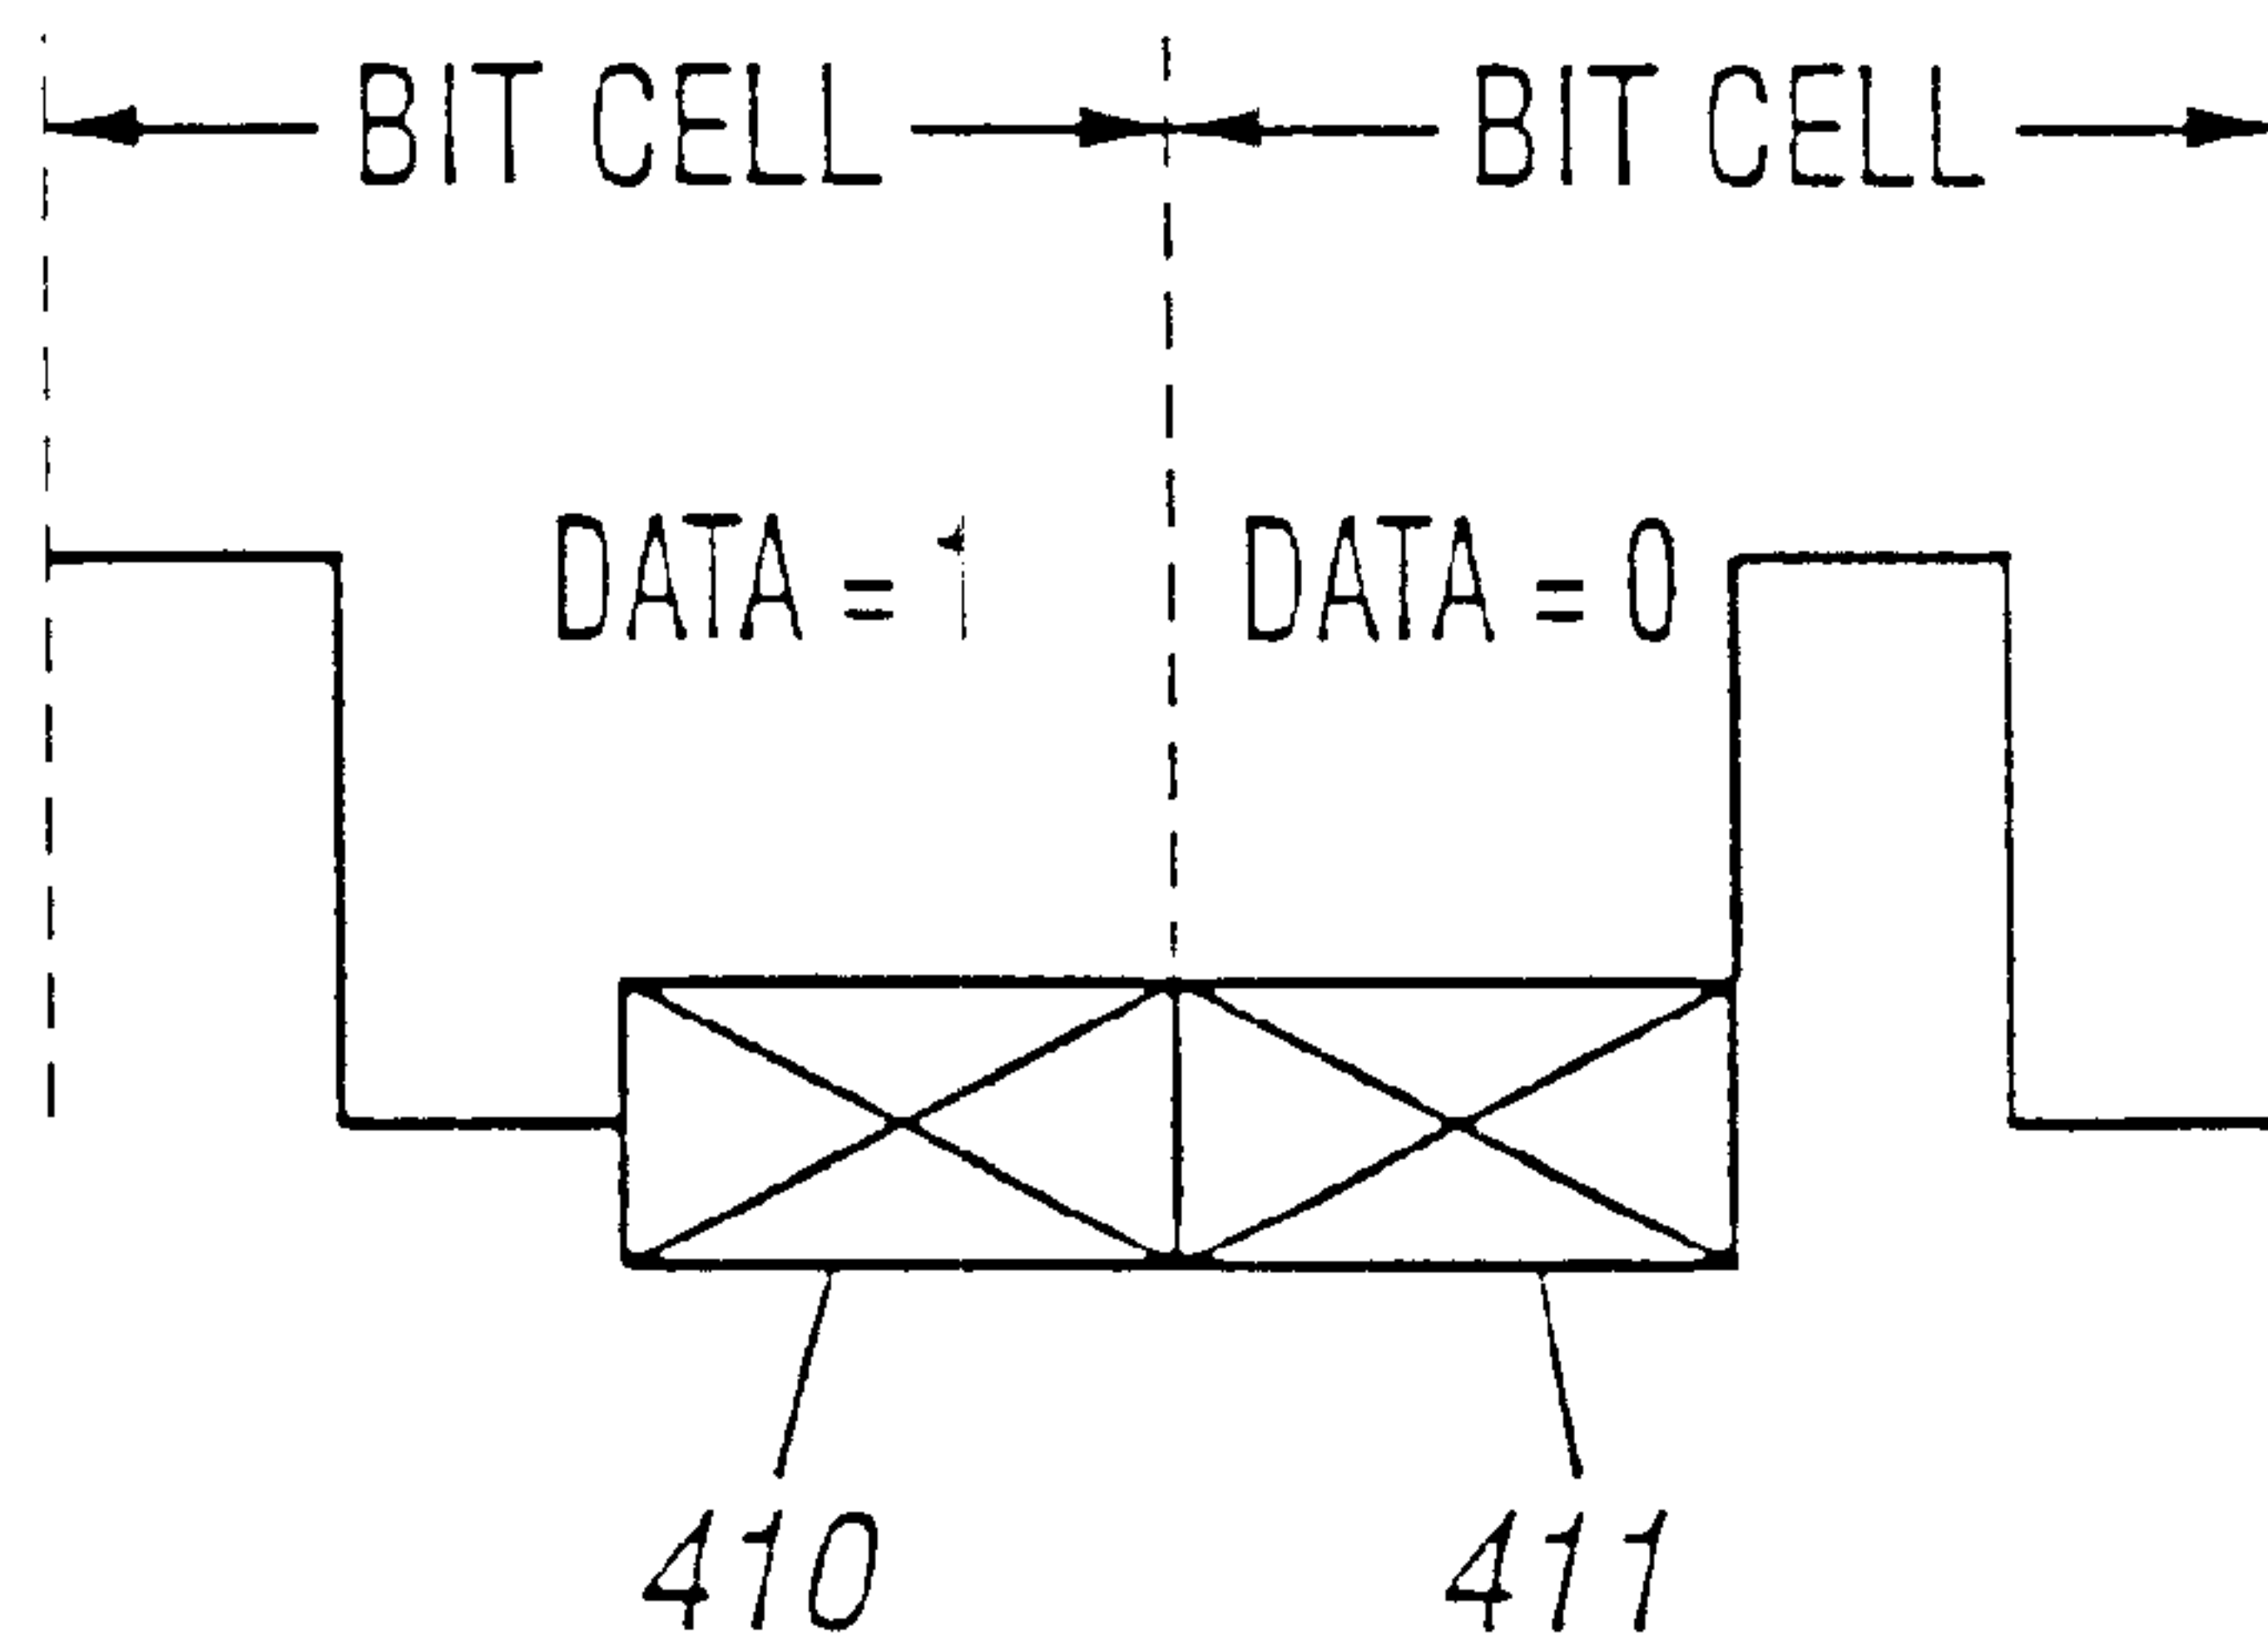 BIT CELL BIT CELL
DATA = 1 DATA = 0
410 411